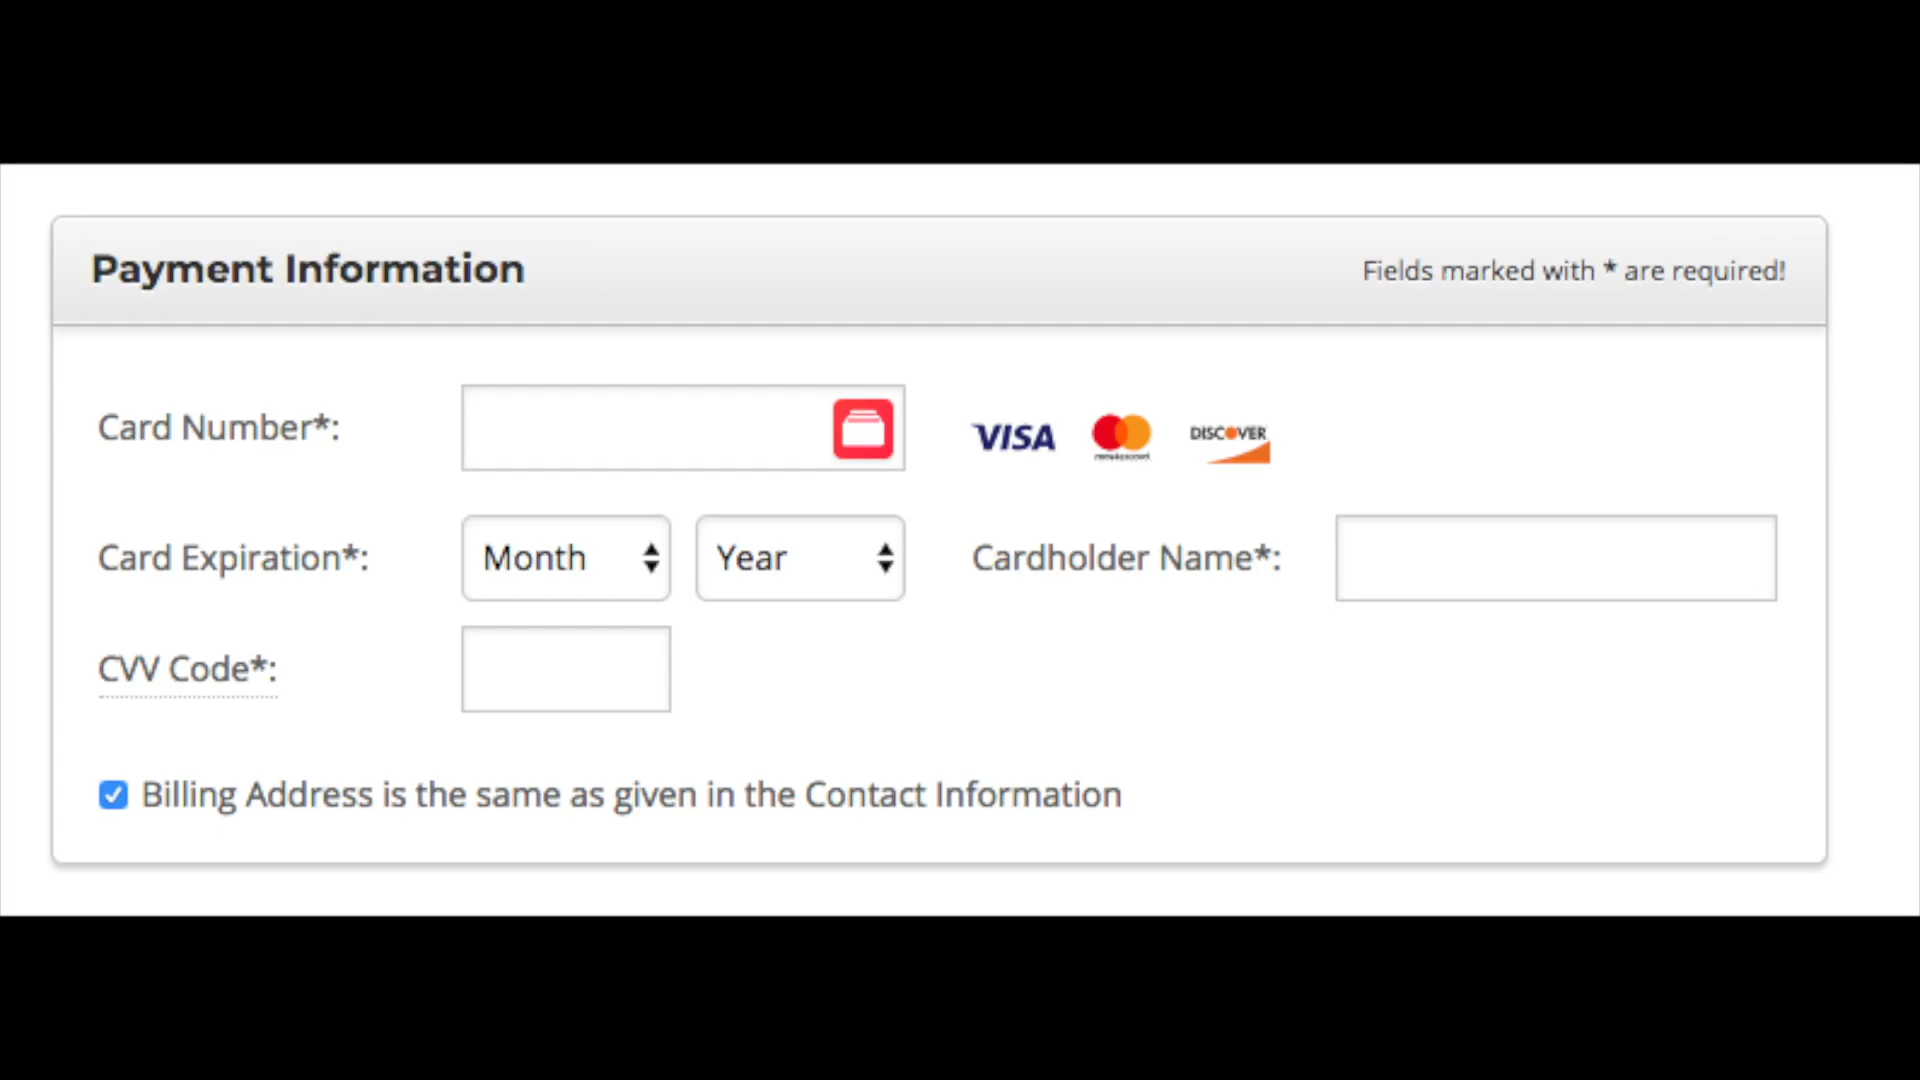 Payment Information
Fields marked with * are required!
Card Number*:
VISA
DISCOVER
Card Expiration*:
Month
Year
Cardholder Name*:
CVV Code*:
Billing Address is the same as given in the Contact Information